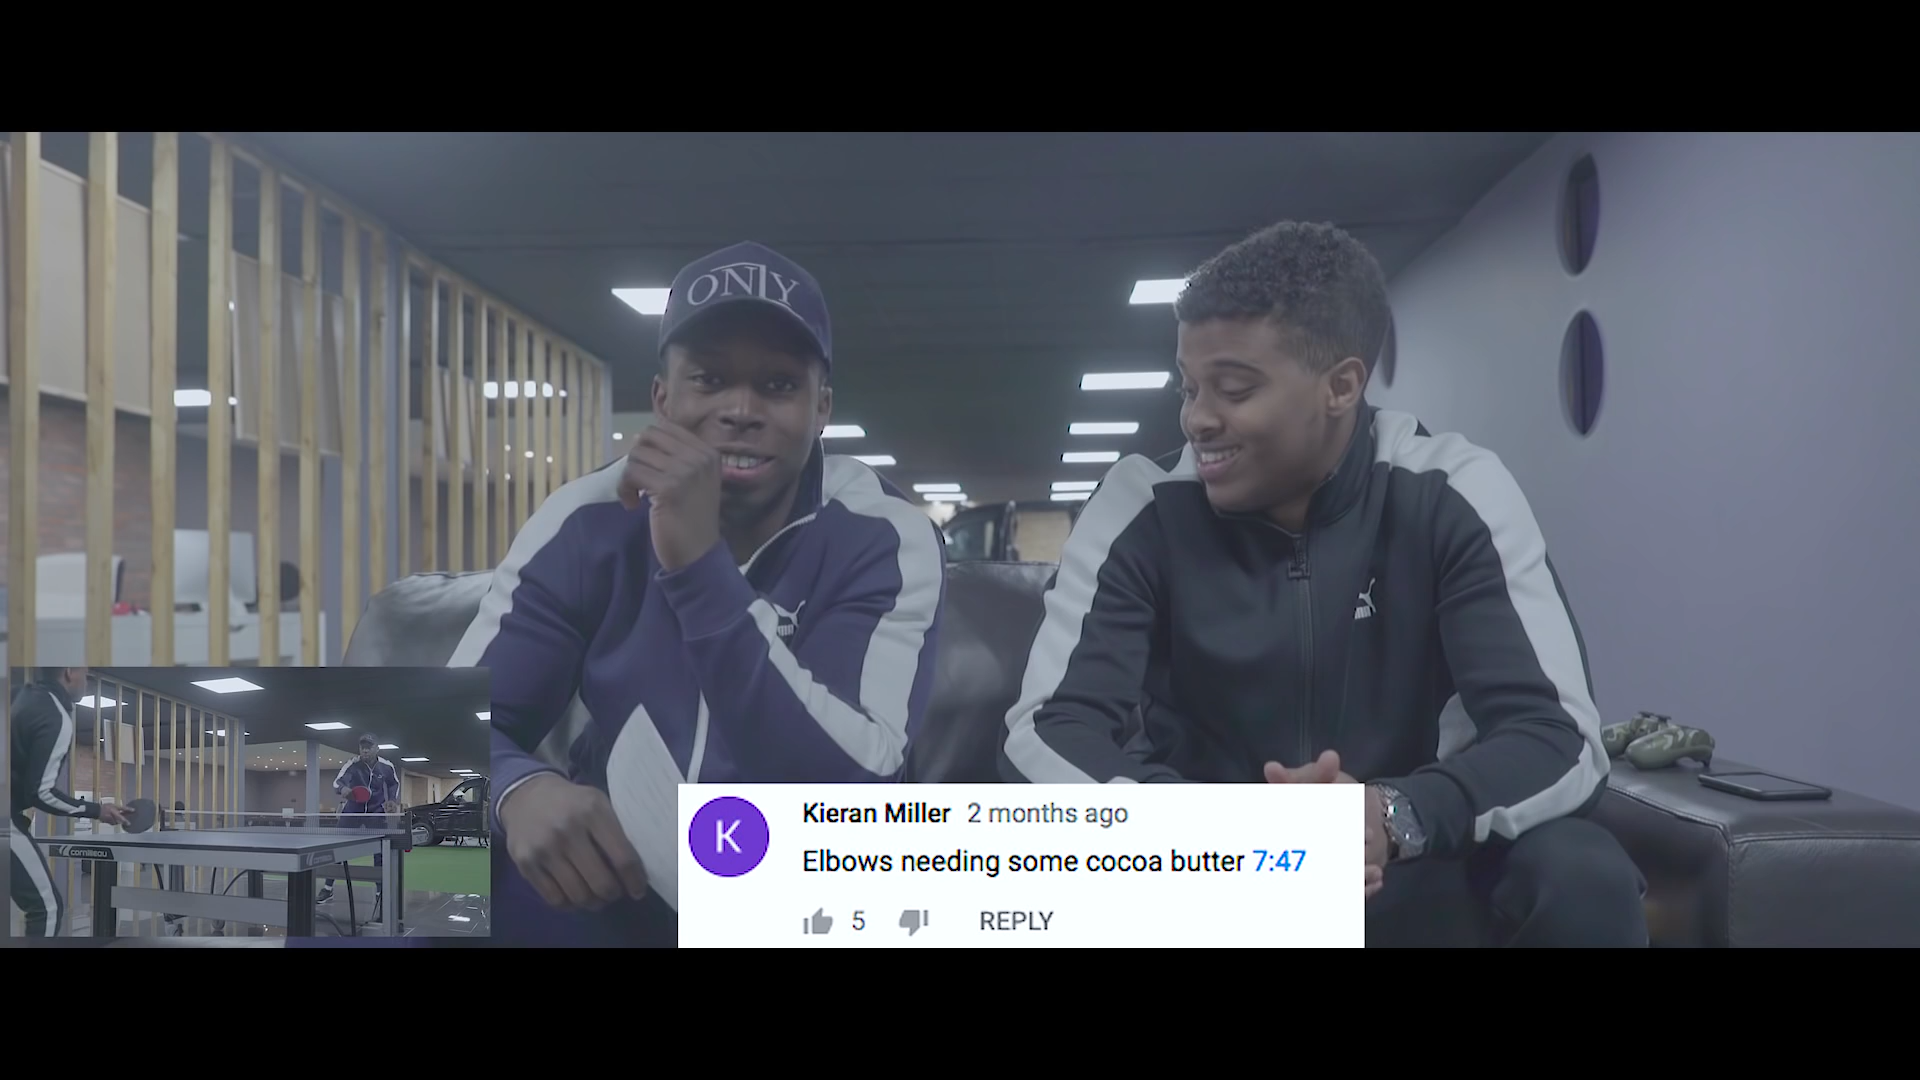 ONLY
Kieran Miller 2 months ago
K
Elbows needing some cocoa butter 7:47
5 REPLY
cornilleau